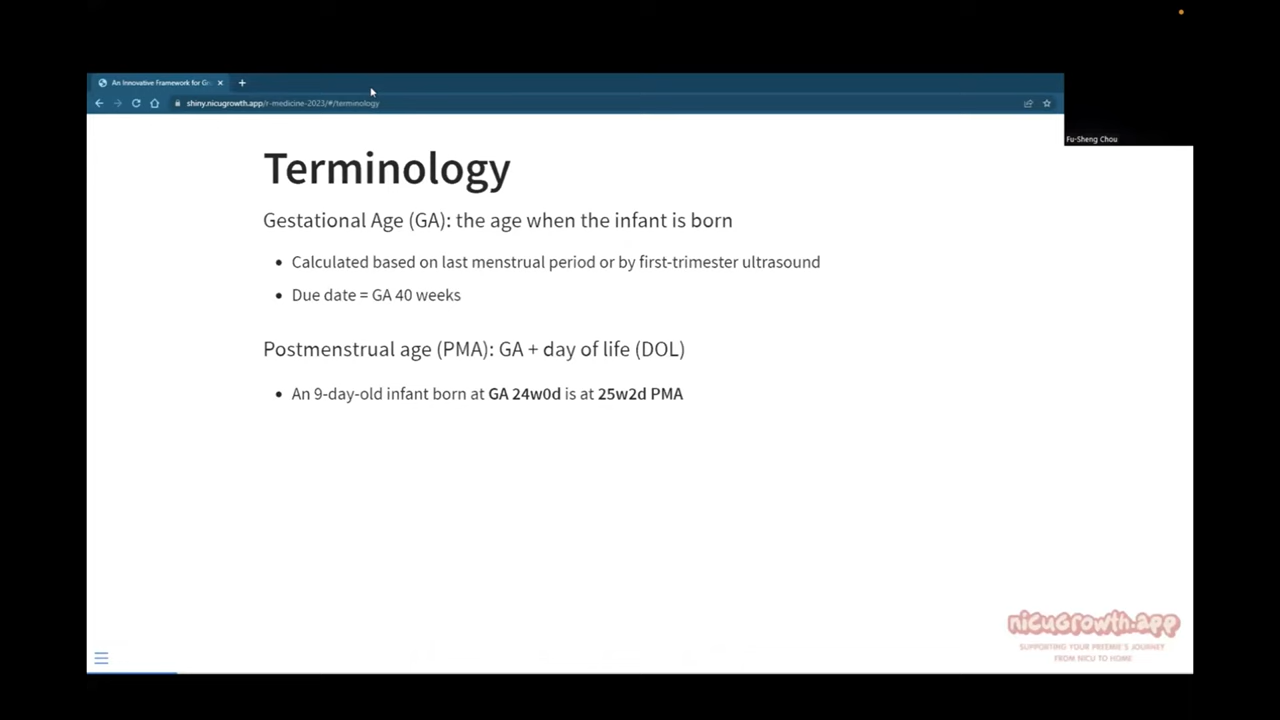 An Innovative Framework for Gr
shiny.nicugrowth.app/r-medicine-2023/#/terminology
Fu-Sheng Chou
Terminology
Gestational Age (GA): the age when the infant is born
• Calculated based on last menstrual period or by first-trimester ultrasound
• Due date = GA 40 weeks
Postmenstrual age (PMA): GA + day of life (DOL)
• An 9-day-old infant born at GA 24w0d is at 25w2d PMA
nicuGrowth.app
SUPPORTING YOUR PREEMIE'S JOURNEY
FROM NICU TO HOME